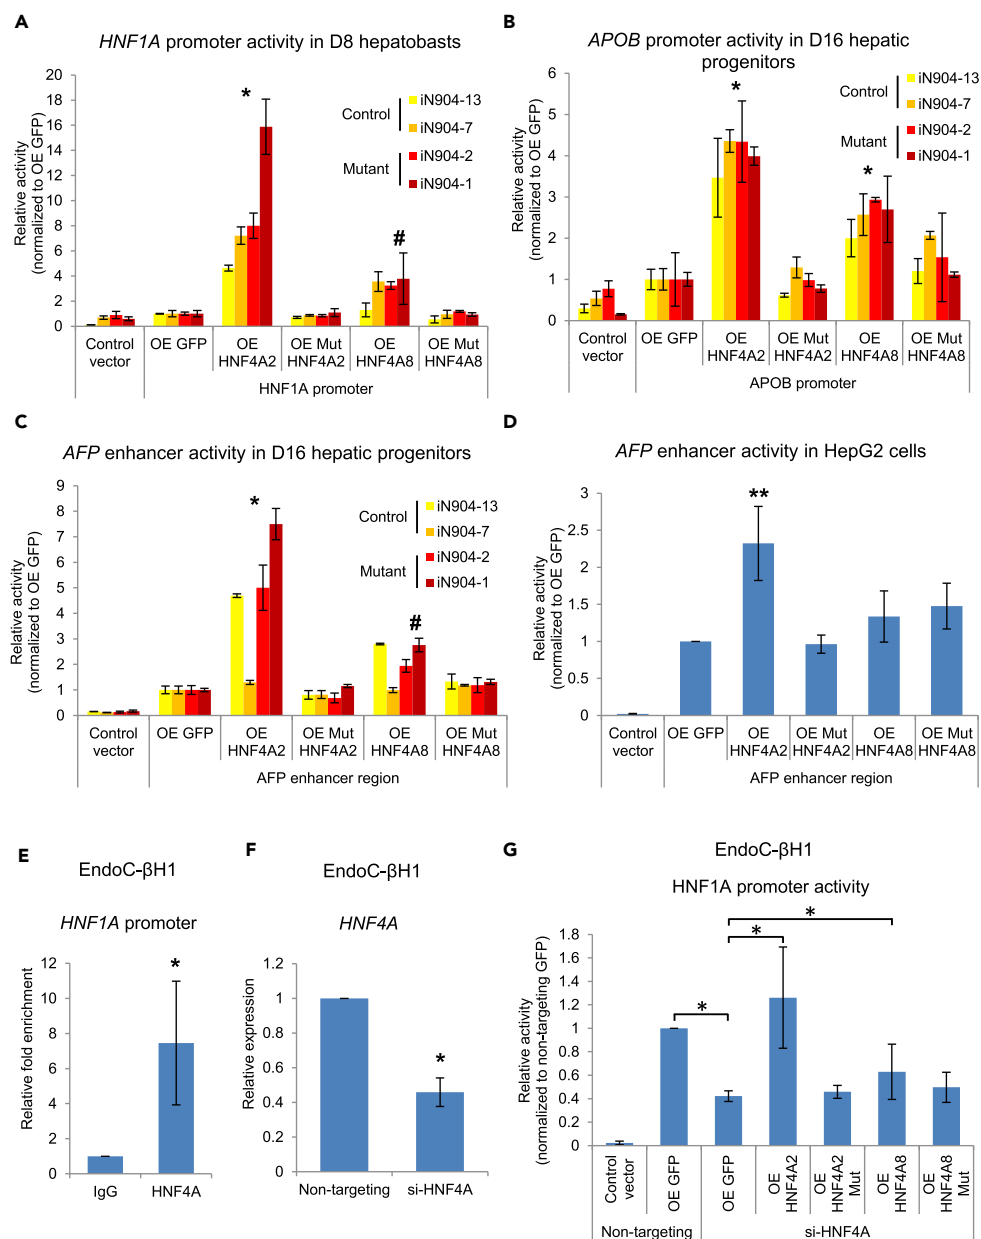 A
HNF1A promoter activity in D8 hepatobasts
Relative activity
(normalized to OE GFP)
20
18
16
14
12
10
8
6
4
2
0
*
#
Control
Mutant
iN904-13
iN904-7
iN904-2
iN904-1
Control vector
OE GFP
OE HNF4A2
OE Mut HNF4A2
OE HNF4A8
OE Mut HNF4A8
HNF1A promoter
B
APOB promoter activity in D16 hepatic
progenitors
Relative activity
(normalized to OE GFP)
6
5
4
3
2
1
0
*
*
Control
Mutant
iN904-13
iN904-7
iN904-2
iN904-1
Control vector
OE GFP
OE HNF4A2
OE Mut HNF4A2
OE HNF4A8
OE Mut HNF4A8
APOB promoter
C
AFP enhancer activity in D16 hepatic progenitors
Relative activity
(normalized to OE GFP)
9
8
7
6
5
4
3
2
1
0
*
#
Control
Mutant
iN904-13
iN904-7
iN904-2
iN904-1
Control vector
OE GFP
OE HNF4A2
OE Mut HNF4A2
OE HNF4A8
OE Mut HNF4A8
AFP enhancer region
D
AFP enhancer activity in HepG2 cells
Relative activity
(normalized to OE GFP)
3
2.5
2
1.5
1
0.5
0
**
Control vector
OE GFP
OE HNF4A2
OE Mut HNF4A2
OE HNF4A8
OE Mut HNF4A8
AFP enhancer region
E
EndoC-βH1
HNF1A promoter
Relative fold enrichment
12
10
8
6
4
2
0
*
IgG
HNF4A
F
EndoC-βH1
HNF4A
Relative expression
1.2
1
0.8
0.6
0.4
0.2
0
*
Non-targeting
si-HNF4A
G
EndoC-βH1
HNF1A promoter activity
Relative activity
(normalized to non-targeting GFP)
1.8
1.6
1.4
1.2
1
0.8
0.6
0.4
0.2
0
*
*
*
Control vector
OE GFP
OE GFP
OE HNF4A2
OE HNF4A2 Mut
OE HNF4A8
OE HNF4A8 Mut
Non-targeting
si-HNF4A